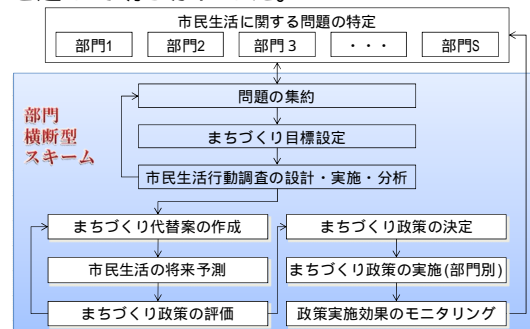 市民生活に関する問題の特定
部門1 部門2 部門３ ・・・ 部門S
部門
横断型
スキーム
問題の集約
まちづくり目標設定
市民生活行動調査の設計・実施・分析
まちづくり代替案の作成
市民生活の将来予測
まちづくり政策の評価
まちづくり政策の決定
まちづくり政策の実施(部門別)
政策実施効果のモニタリング